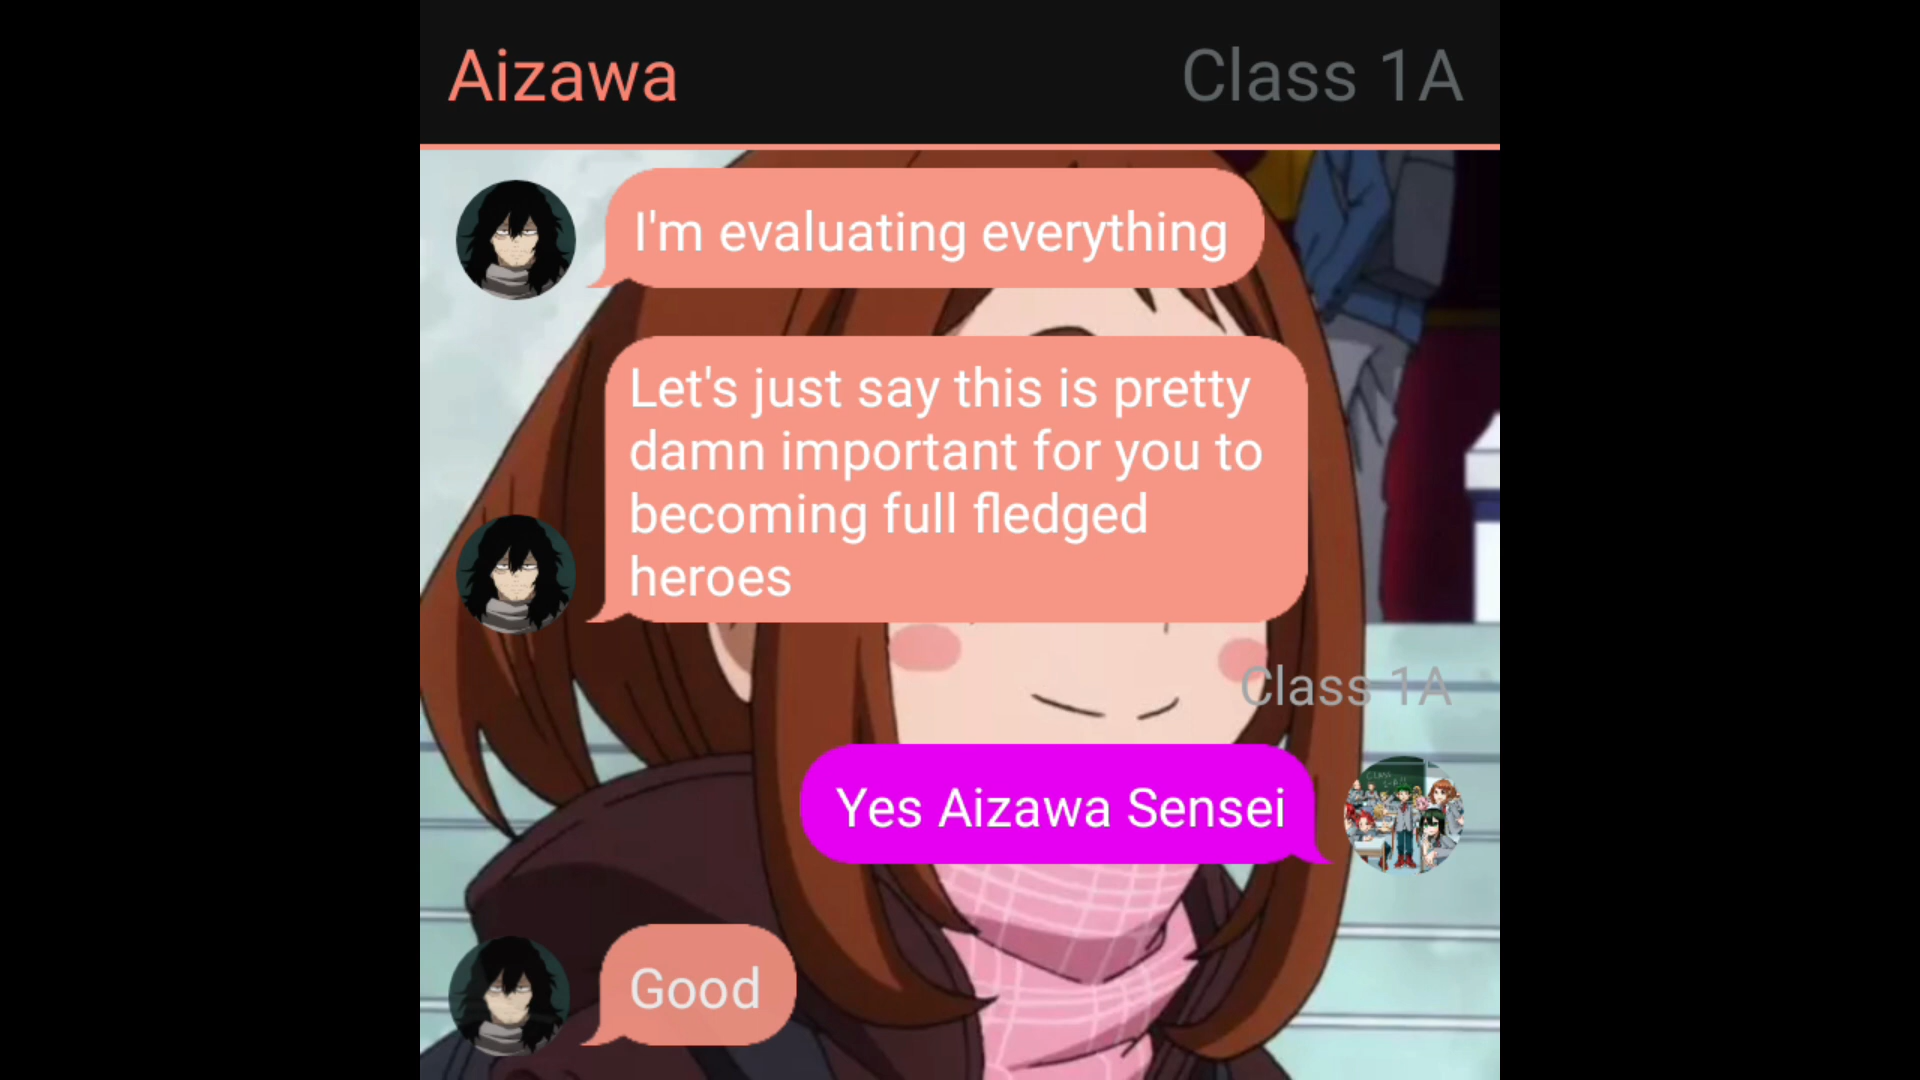 Aizawa
Class 1A
I'm evaluating everything
Let's just say this is pretty
damn important for you to
becoming full fledged
heroes
Class 1A
Yes Aizawa Sensei
Good